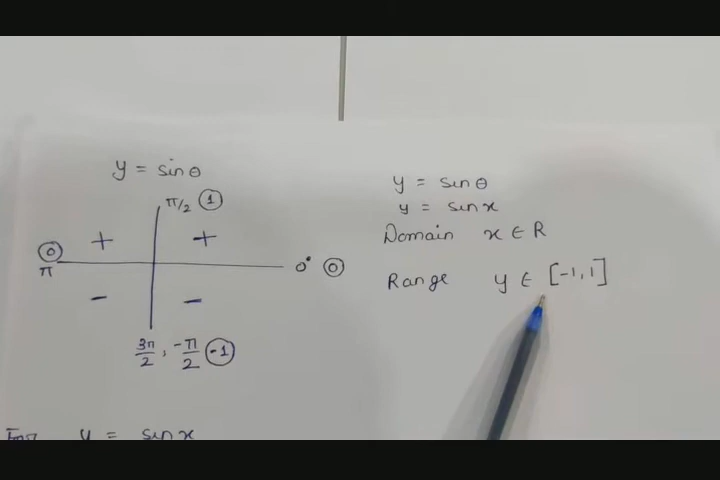 y = sinθ
π/2 1
0 + +
π 0° 0
- -
3π/2 , -π/2 -1
y = sinθ
y = sinx
Domain x ∈ R
Range y ∈ [-1,1]
y = sinx